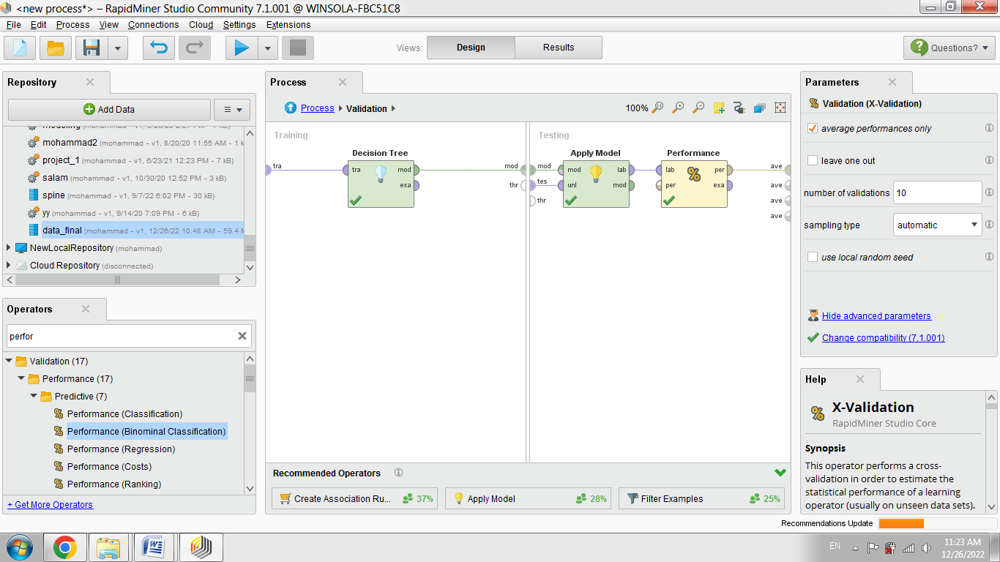 <new process*> – RapidMiner Studio Community 7.1.001 @ WINSOLA-FBC51C8
File Edit Process View Connections Cloud Settings Extensions
Views: Design Results Questions?
Repository
Add Data
modeling
mohammad2 (mohammad - v1, 8/20/20 11:55 AM - 1 k
project_1 (mohammad - v1, 6/23/21 12:23 PM - 7 kB)
salam (mohammad - v1, 10/30/20 12:52 PM - 3 kB)
spine (mohammad - v1, 9/7/22 6:02 PM - 30 kB)
yy (mohammad - v1, 9/14/20 7:09 PM - 6 kB)
data_final (mohammad - v1, 12/26/22 10:48 AM - 59.4 M
NewLocalRepository (mohammad)
Cloud Repository (disconnected)
Operators
perfor
Validation (17)
Performance (17)
Predictive (7)
Performance (Classification)
Performance (Binominal Classification)
Performance (Regression)
Performance (Costs)
Performance (Ranking)
+ Get More Operators
Process
Process Validation
100%
Training
Decision Tree
tra
tra mod
exa
mod
thr
Testing
Apply Model
Performance
mod
tes
thr
mod lab
unl mod
lab per
per exa
ave
ave
ave
ave
Recommended Operators
Create Association Ru... 37%
Apply Model 28%
Filter Examples 25%
Parameters
Validation (X-Validation)
average performances only
leave one out
number of validations 10
sampling type automatic
use local random seed
Hide advanced parameters
Change compatibility (7.1.001)
Help
X-Validation
RapidMiner Studio Core
Synopsis
This operator performs a cross-
validation in order to estimate the
statistical performance of a learning
operator (usually on unseen data sets).
Recommendations Update
EN
11:23 AM
12/26/2022